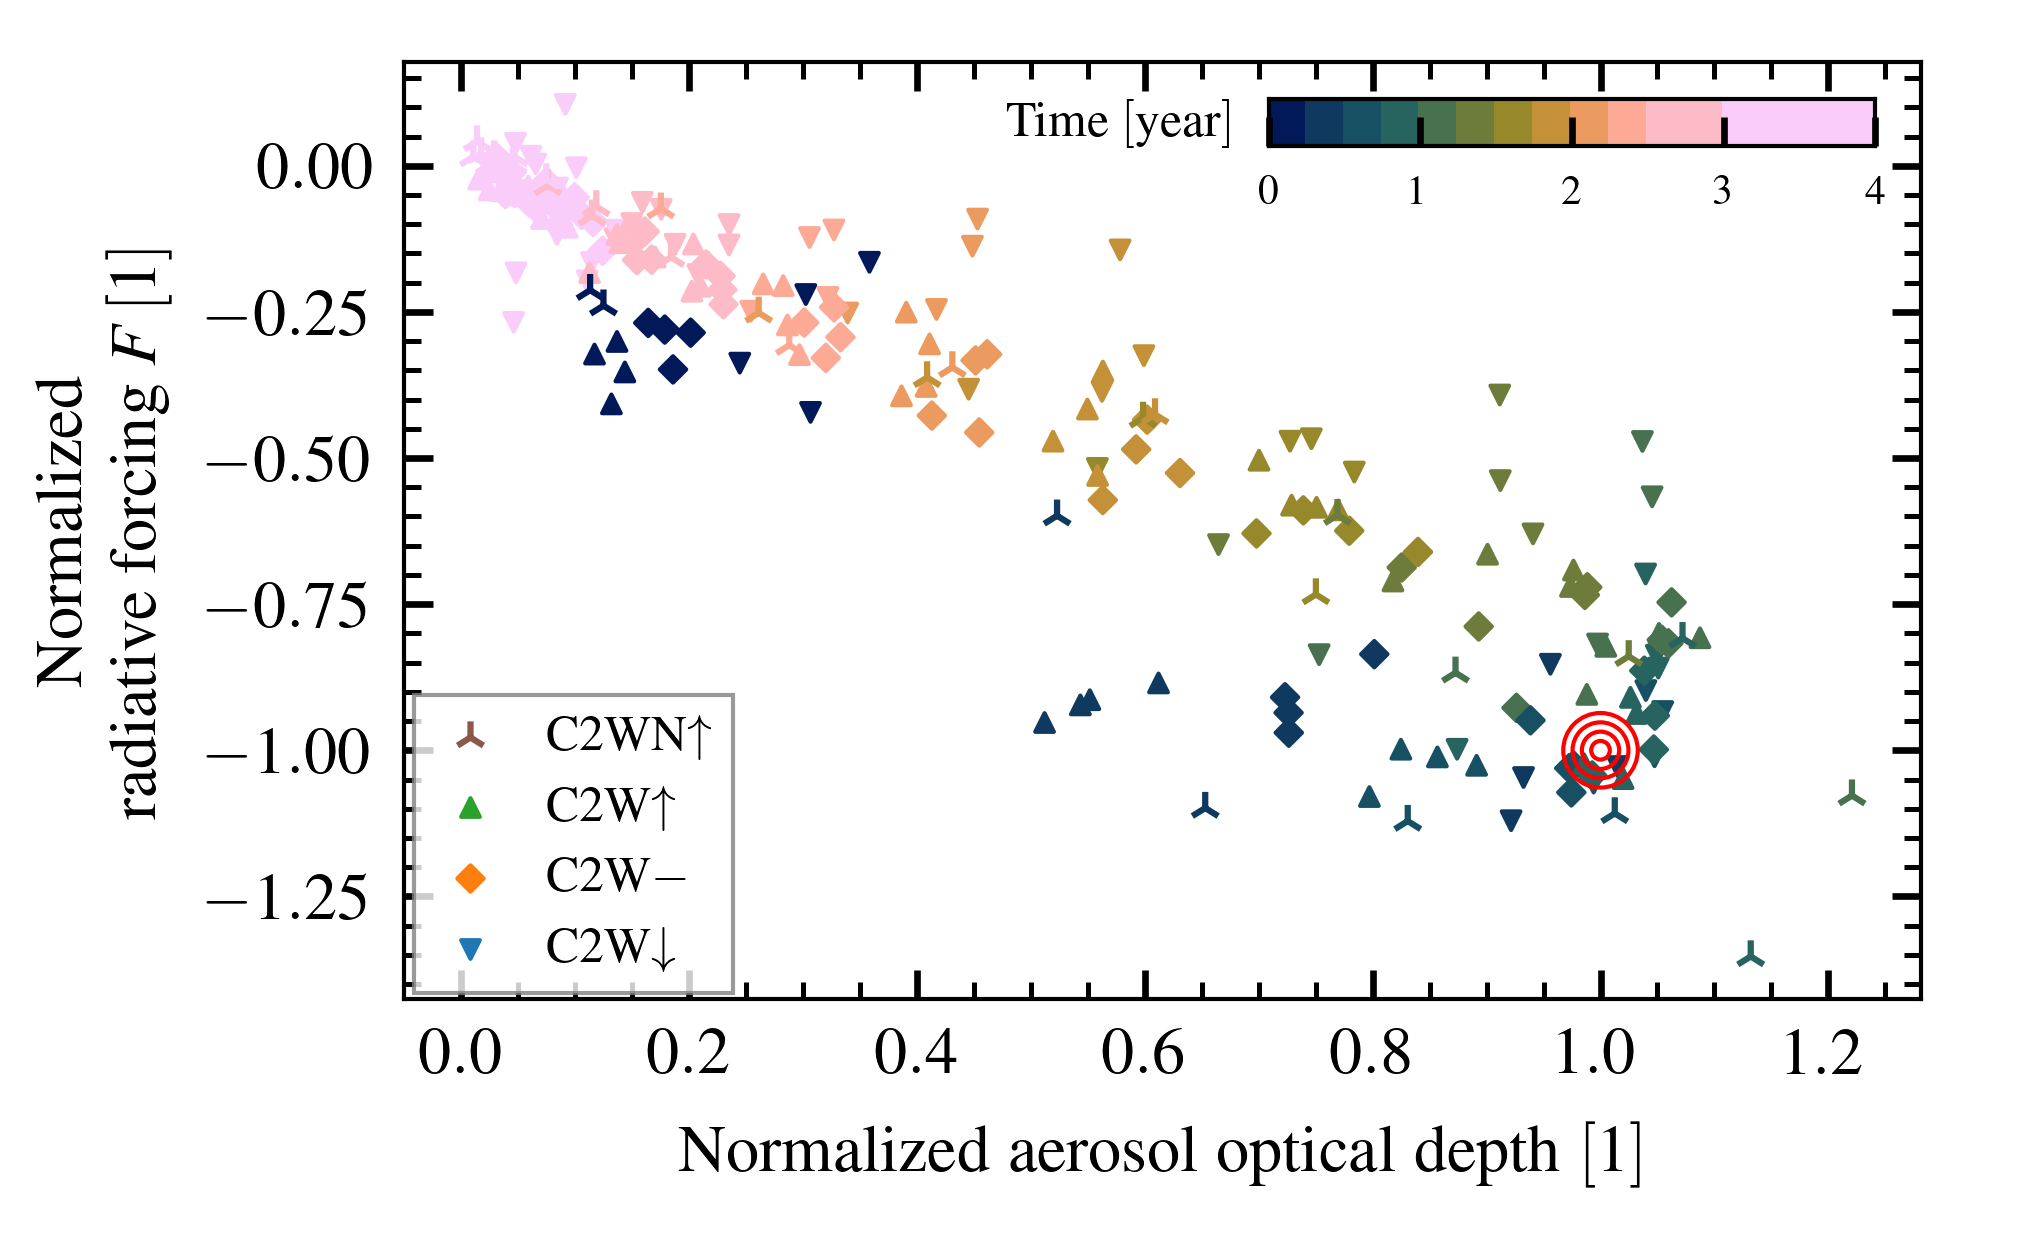 Time [year]
0 1 2 3 4
Normalized
radiative forcing F [1]
0.00
−0.25
−0.50
−0.75
−1.00
−1.25
C2WN↑
C2W↑
C2W−
C2W↓
0.0 0.2 0.4 0.6 0.8 1.0 1.2
Normalized aerosol optical depth [1]